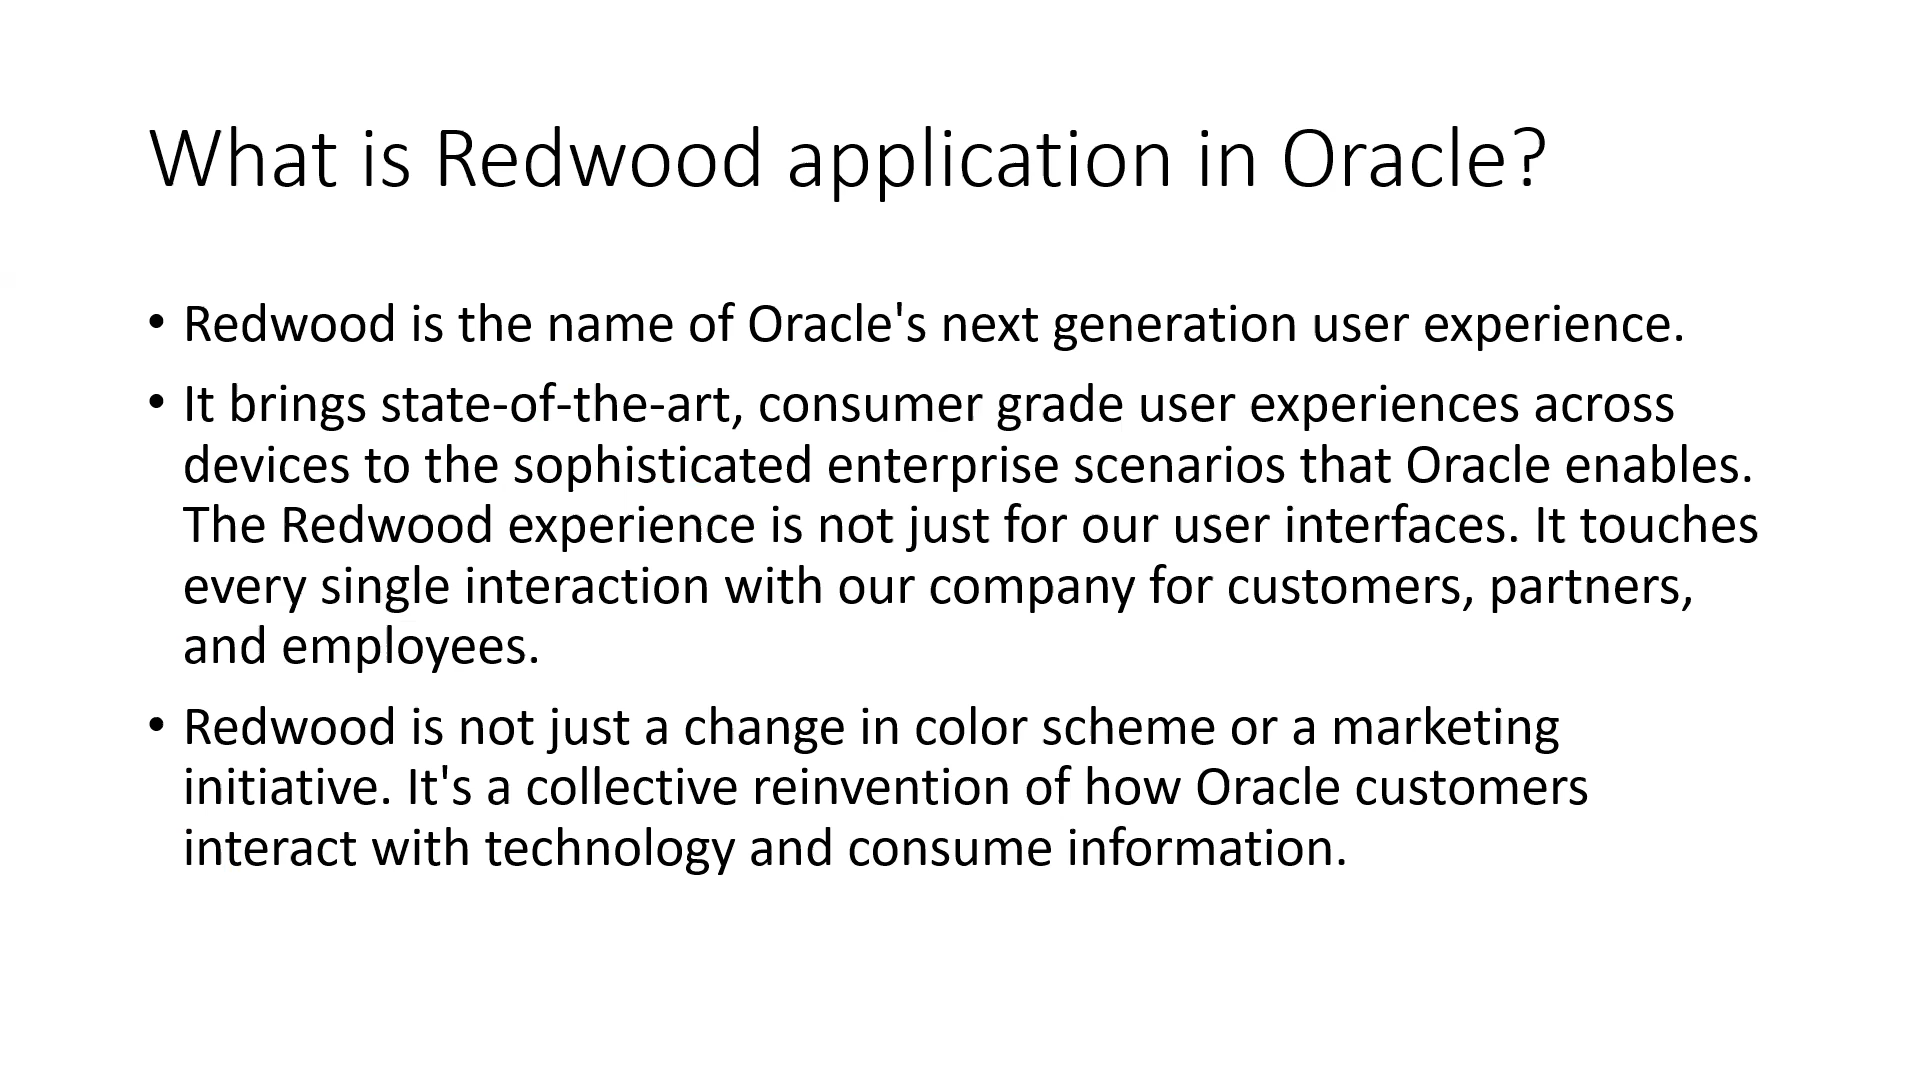 What is Redwood application in Oracle?
• Redwood is the name of Oracle's next generation user experience.
• It brings state-of-the-art, consumer grade user experiences across
devices to the sophisticated enterprise scenarios that Oracle enables.
The Redwood experience is not just for our user interfaces. It touches
every single interaction with our company for customers, partners,
and employees.
• Redwood is not just a change in color scheme or a marketing
initiative. It's a collective reinvention of how Oracle customers
interact with technology and consume information.